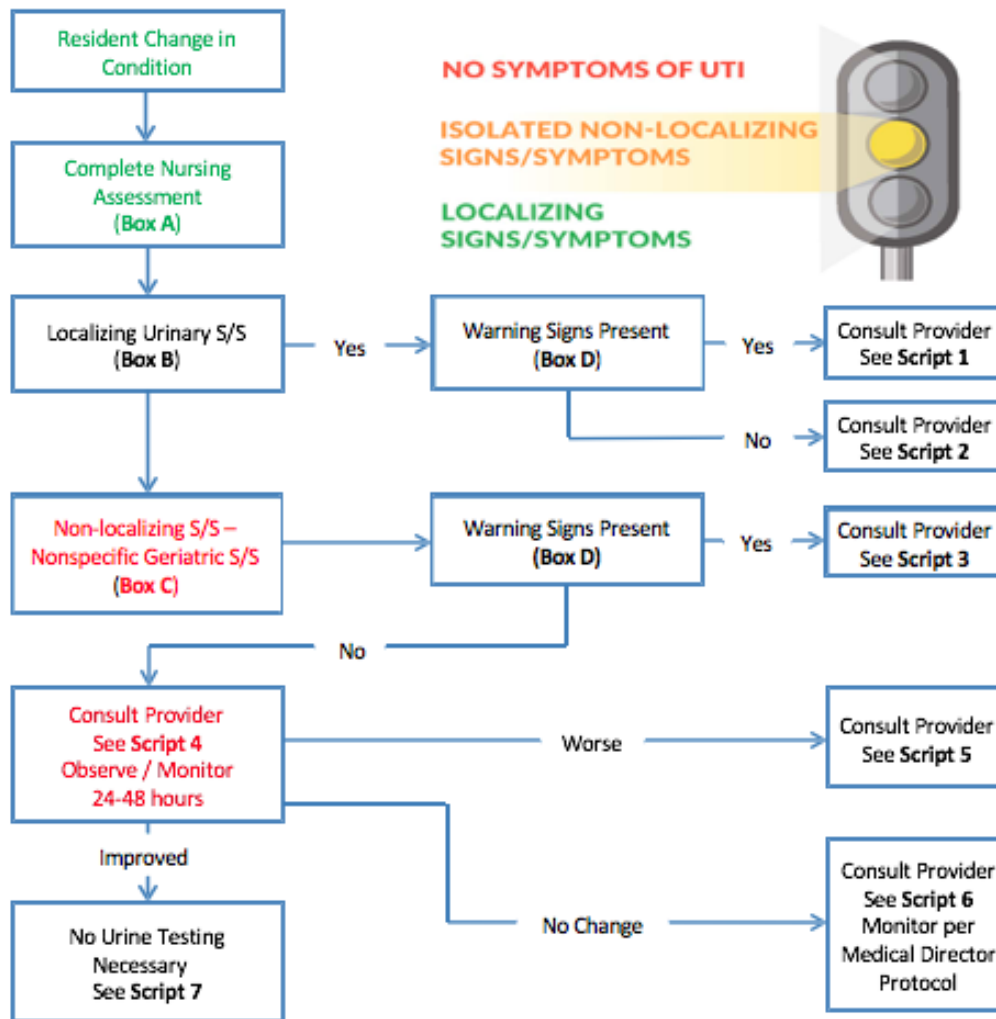 Resident Change in
Condition
NO SYMPTOMS OF UTI
ISOLATED NON-LOCALIZING
SIGNS/SYMPTOMS
LOCALIZING
SIGNS/SYMPTOMS
Complete Nursing
Assessment
(Box A)
Localizing Urinary S/S
(Box B)
Yes
Warning Signs Present
(Box D)
Yes
Consult Provider
See Script 1
No
Consult Provider
See Script 2
Non-localizing S/S –
Nonspecific Geriatric S/S
(Box C)
Warning Signs Present
(Box D)
Yes
Consult Provider
See Script 3
No
Consult Provider
See Script 4
Observe / Monitor
24-48 hours
Worse
Consult Provider
See Script 5
Improved
No Change
Consult Provider
See Script 6
Monitor per
Medical Director
Protocol
No Urine Testing
Necessary
See Script 7